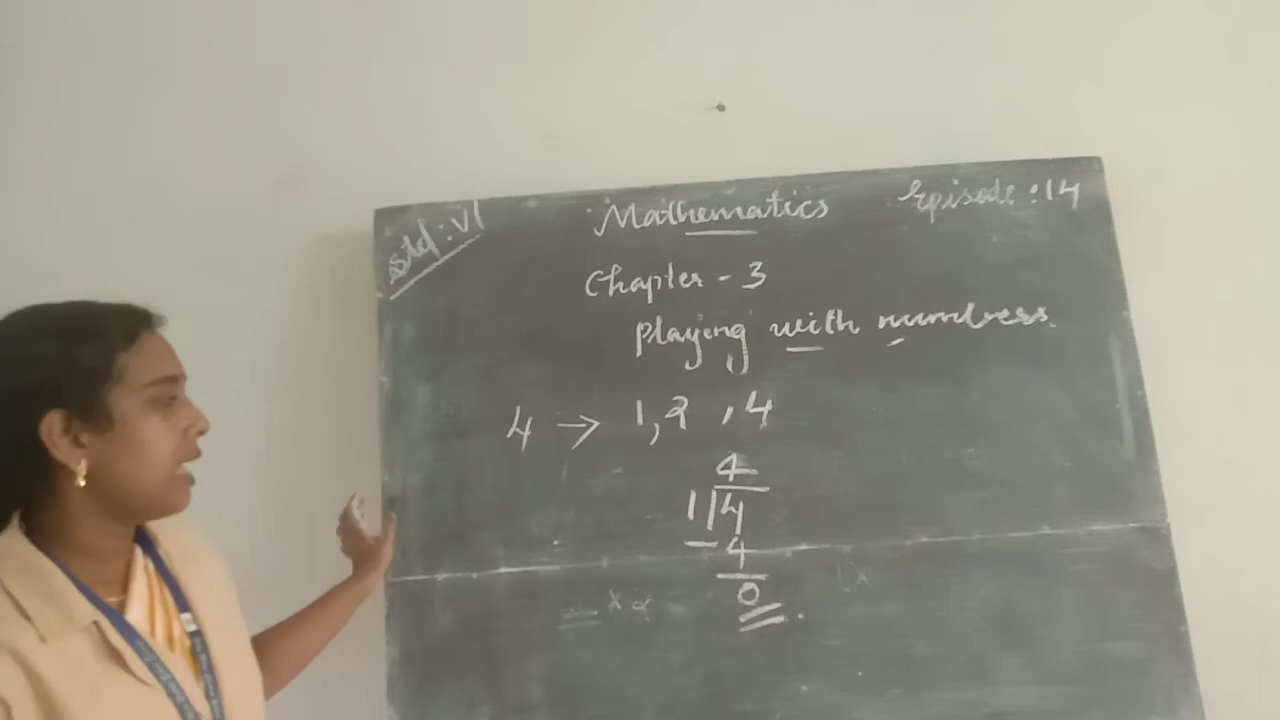 Std : VI
Mathematics
Episode : 14
Chapter - 3
Playing with numbers
4 → 1, 2 , 4
4
1 4
4
0